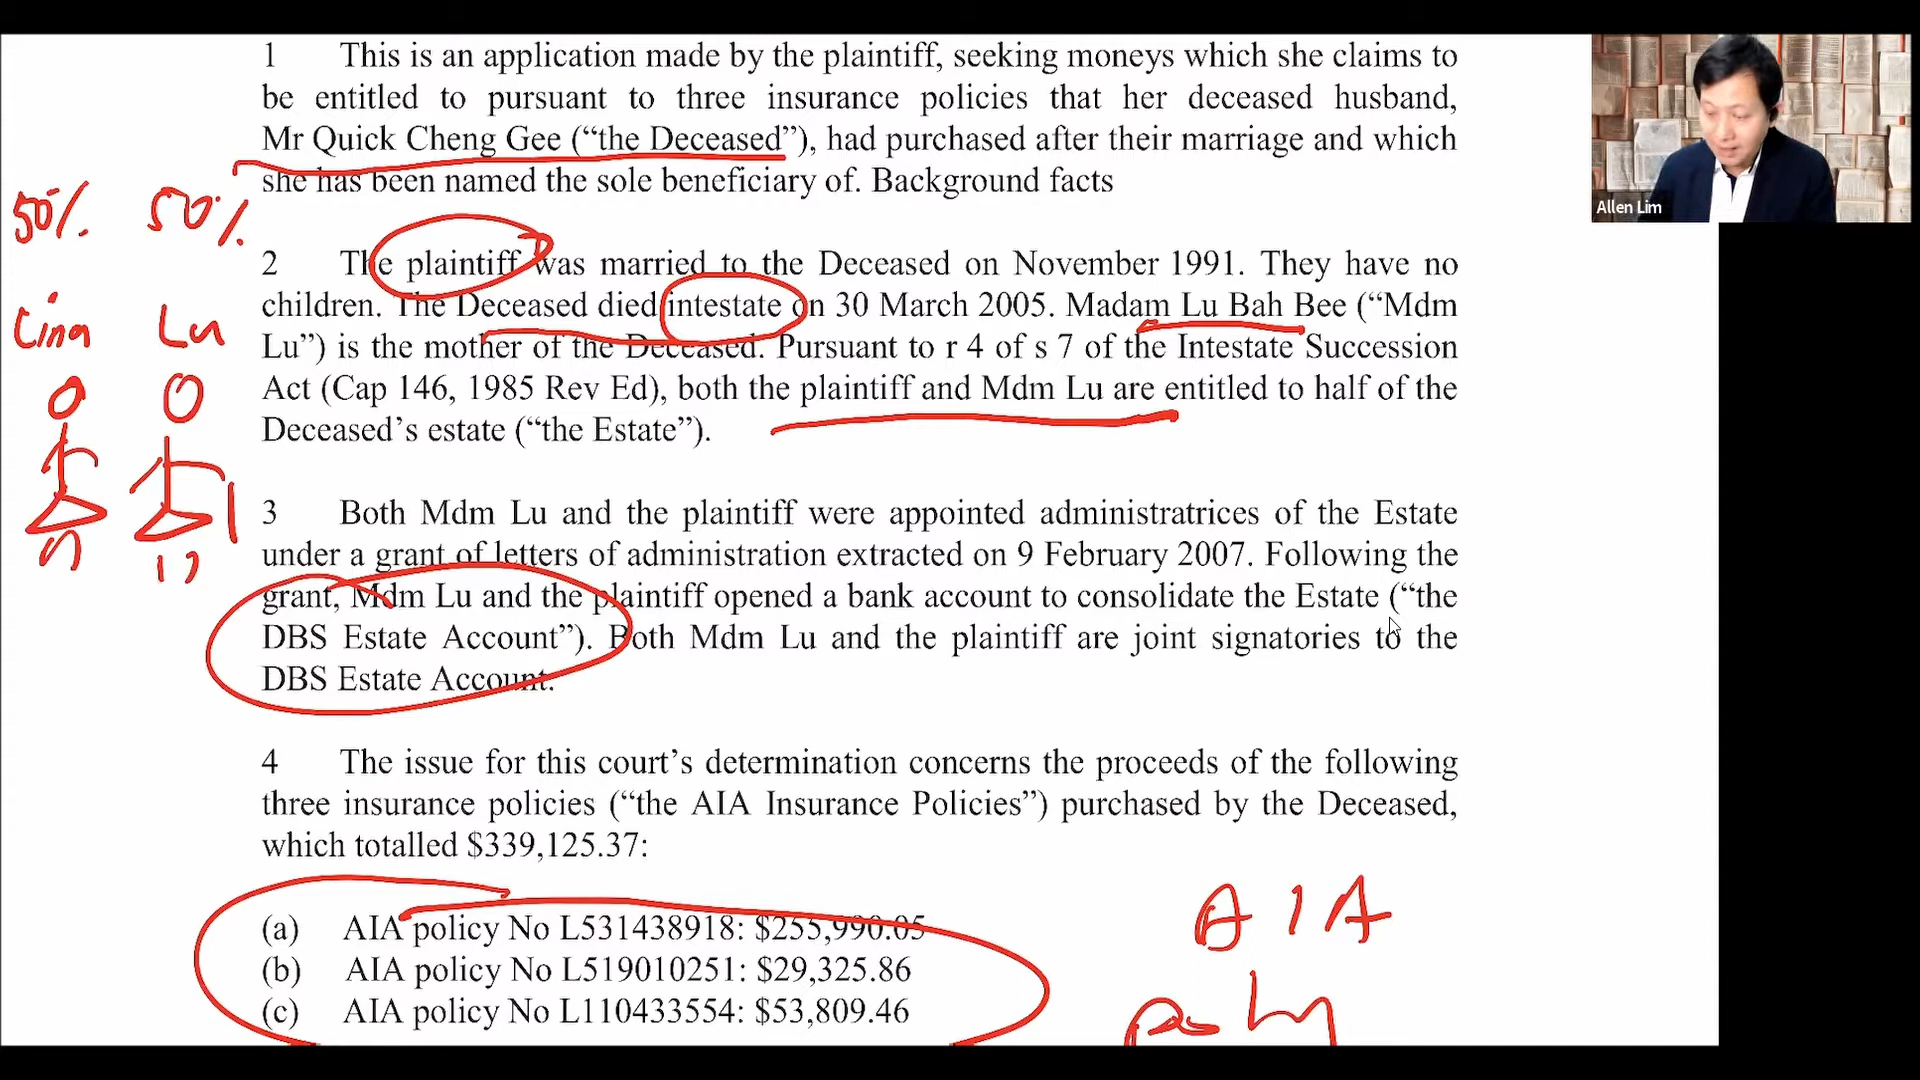 1 This is an application made by the plaintiff, seeking moneys which she claims to
be entitled to pursuant to three insurance policies that her deceased husband,
Mr Quick Cheng Gee (“the Deceased”), had purchased after their marriage and which
she has been named the sole beneficiary of. Background facts
Allen Lim
50% 50%
2 The plaintiff was married to the Deceased on November 1991. They have no
children. The Deceased died intestate on 30 March 2005. Madam Lu Bah Bee (“Mdm
Lu”) is the mother of the Deceased. Pursuant to r 4 of s 7 of the Intestate Succession
Act (Cap 146, 1985 Rev Ed), both the plaintiff and Mdm Lu are entitled to half of the
Deceased’s estate (“the Estate”).
Lina Lu
3 Both Mdm Lu and the plaintiff were appointed administratrices of the Estate
under a grant of letters of administration extracted on 9 February 2007. Following the
grant, Mdm Lu and the plaintiff opened a bank account to consolidate the Estate (“the
DBS Estate Account”). Both Mdm Lu and the plaintiff are joint signatories to the
DBS Estate Account.
4 The issue for this court’s determination concerns the proceeds of the following
three insurance policies (“the AIA Insurance Policies”) purchased by the Deceased,
which totalled $339,125.37:
(a) AIA policy No L531438918: $255,990.05
(b) AIA policy No L519010251: $29,325.86
(c) AIA policy No L110433554: $53,809.46
AIA